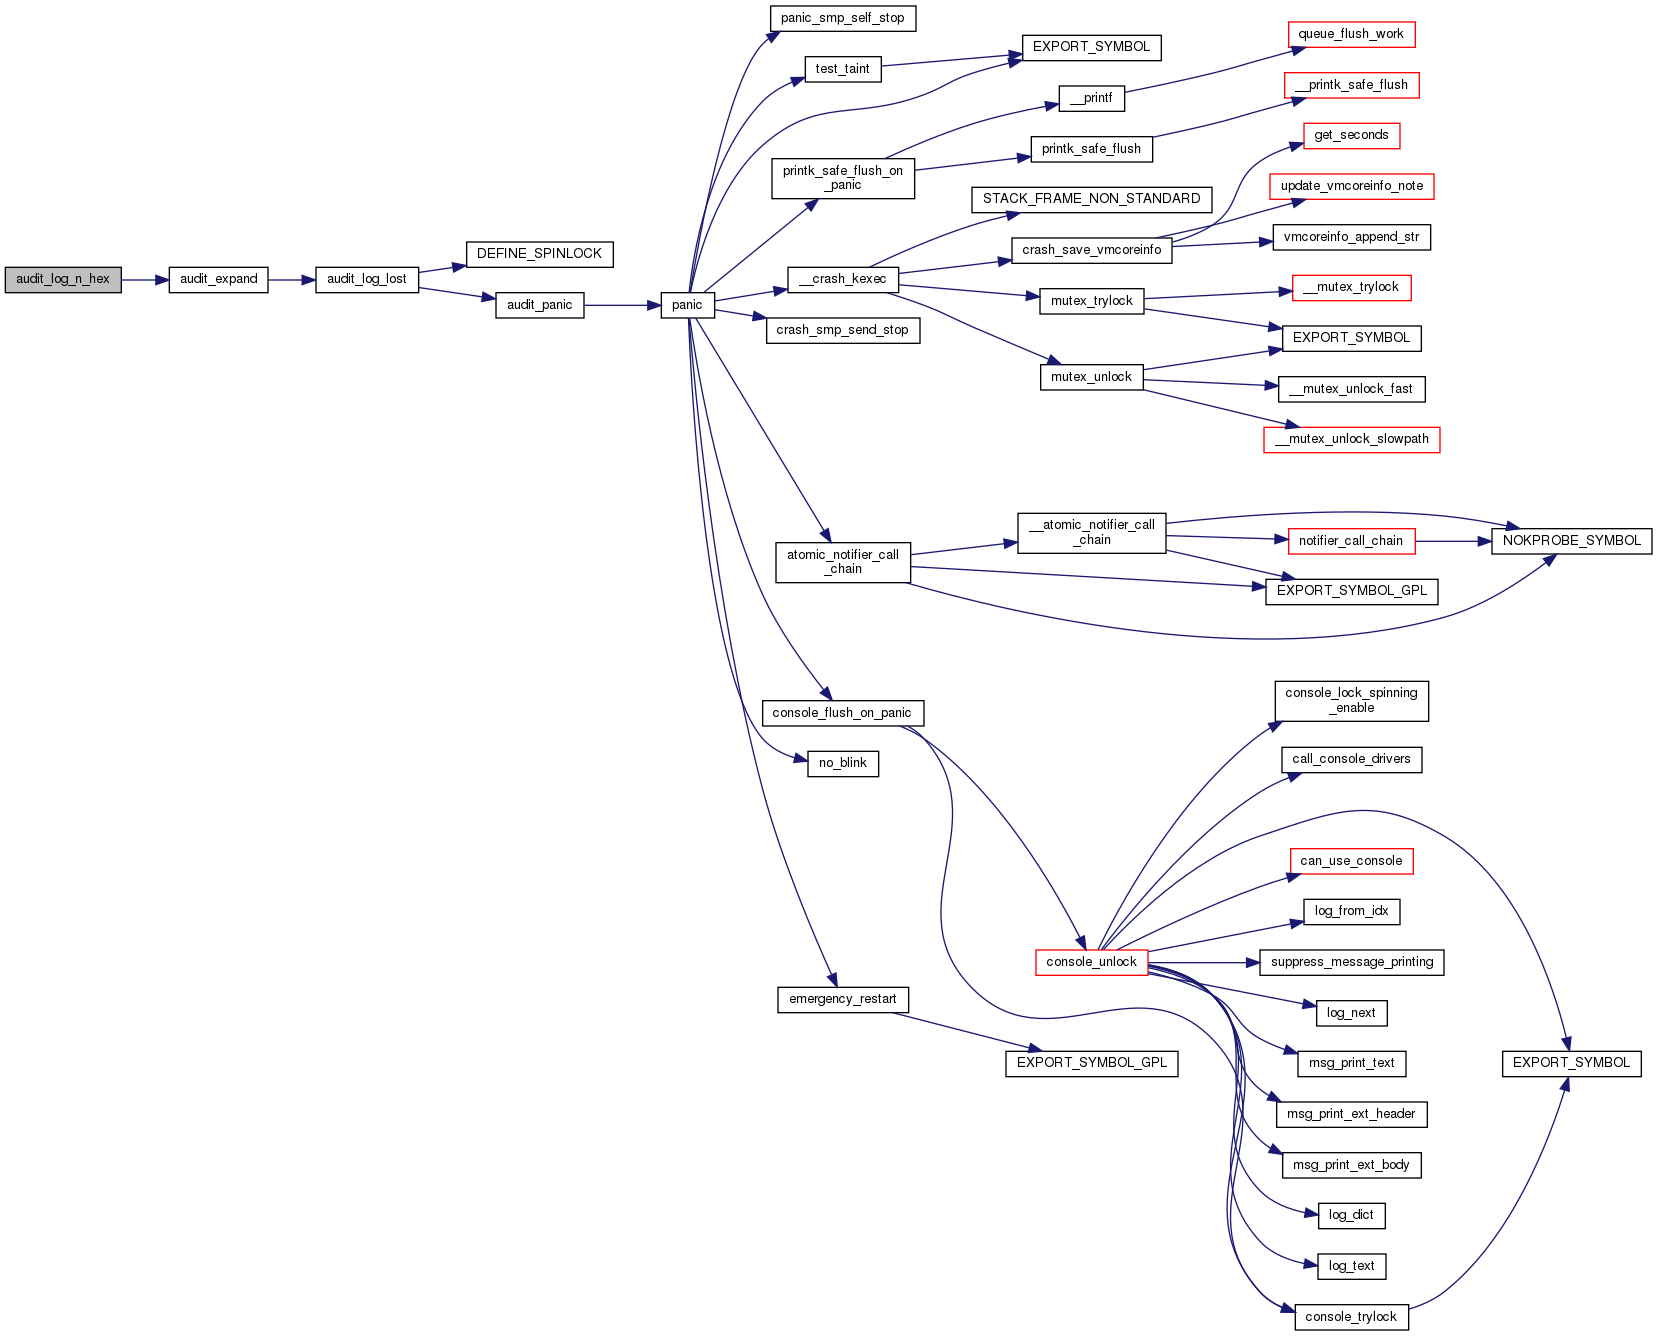 audit_log_n_hex
audit_expand
audit_log_lost
DEFINE_SPINLOCK
audit_panic
panic
panic_smp_self_stop
test_taint
EXPORT_SYMBOL
printk_safe_flush_on
_panic
__printf
queue_flush_work
printk_safe_flush
__printk_safe_flush
__crash_kexec
STACK_FRAME_NON_STANDARD
crash_save_vmcoreinfo
get_seconds
update_vmcoreinfo_note
vmcoreinfo_append_str
mutex_trylock
__mutex_trylock
EXPORT_SYMBOL
mutex_unlock
__mutex_unlock_fast
__mutex_unlock_slowpath
crash_smp_send_stop
atomic_notifier_call
_chain
__atomic_notifier_call
_chain
notifier_call_chain
NOKPROBE_SYMBOL
EXPORT_SYMBOL_GPL
console_flush_on_panic
no_blink
console_unlock
console_lock_spinning
_enable
call_console_drivers
can_use_console
log_from_idx
suppress_message_printing
log_next
msg_print_text
EXPORT_SYMBOL
msg_print_ext_header
msg_print_ext_body
log_dict
log_text
console_trylock
emergency_restart
EXPORT_SYMBOL_GPL